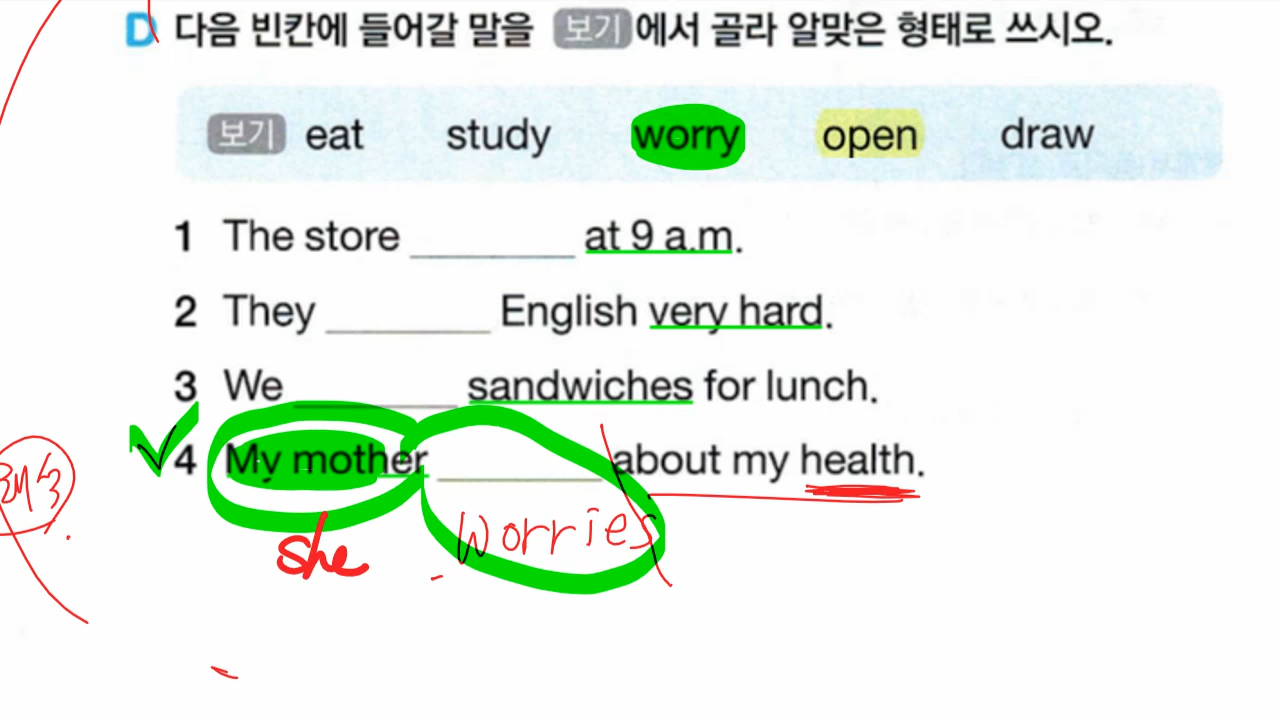 D 다음 빈칸에 들어갈 말을 보기 에서 골라 알맞은 형태로 쓰시오.
보기 eat study worry open draw
1 The store ________ at 9 a.m.
2 They ________ English very hard.
3 We ________ sandwiches for lunch.
4 My mother ________ about my health.
she worries